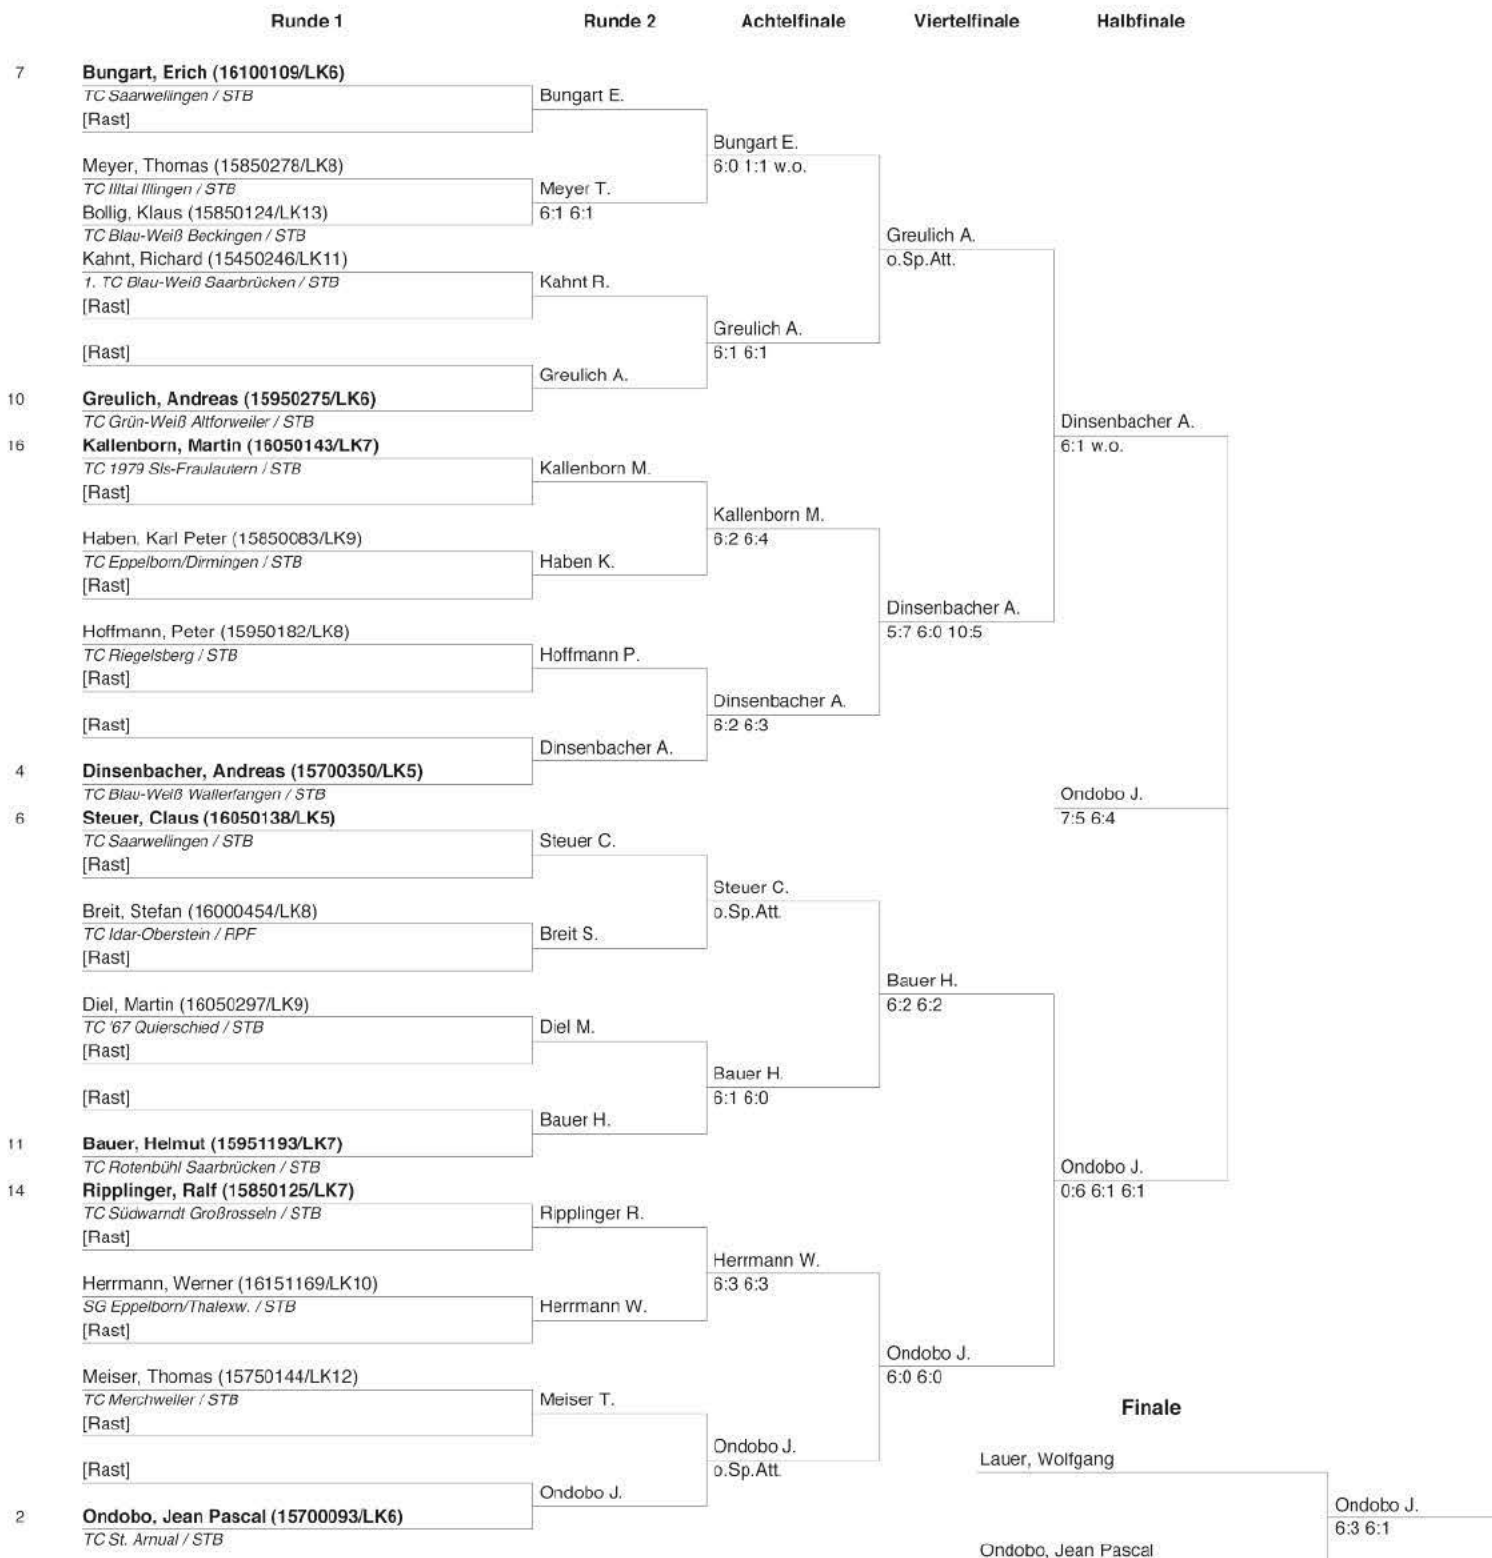 Runde 1 Runde 2 Achtelfinale Viertelfinale Halbfinale
7 Bungart, Erich (16100109/LK6)
TC Saarwellingen / STB Bungart E.
[Rast]
Bungart E.
Meyer, Thomas (15850278/LK8) 6:0 1:1 w.o.
TC Illtal Illingen / STB Meyer T.
Bollig, Klaus (15850124/LK13) 6:1 6:1
TC Blau-Weiß Beckingen / STB Greulich A.
Kahnt, Richard (15450246/LK11) o.Sp.Att.
1. TC Blau-Weiß Saarbrücken / STB Kahnt R.
[Rast]
Greulich A.
[Rast] 6:1 6:1
Greulich A.
10 Greulich, Andreas (15950275/LK6)
TC Grün-Weiß Altforweiler / STB Dinsenbacher A.
16 Kallenborn, Martin (16050143/LK7) 6:1 w.o.
TC 1979 Sls-Fraulautern / STB Kallenborn M.
[Rast]
Kallenborn M.
Haben, Karl Peter (15850083/LK9) 6:2 6:4
TC Eppelborn/Dirmingen / STB Haben K.
[Rast]
Dinsenbacher A.
Hoffmann, Peter (15950182/LK8) 5:7 6:0 10:5
TC Riegelsberg / STB Hoffmann P.
[Rast]
Dinsenbacher A.
[Rast] 6:2 6:3
Dinsenbacher A.
4 Dinsenbacher, Andreas (15700350/LK5)
TC Blau-Weiß Wallerfangen / STB Ondobo J.
6 Steuer, Claus (16050138/LK5) 7:5 6:4
TC Saarwellingen / STB Steuer C.
[Rast]
Steuer C.
Breit, Stefan (16000454/LK8) o.Sp.Att.
TC Idar-Oberstein / RPF Breit S.
[Rast]
Bauer H.
Diel, Martin (16050297/LK9) 6:2 6:2
TC '67 Quierschied / STB Diel M.
[Rast]
Bauer H.
[Rast] 6:1 6:0
Bauer H.
11 Bauer, Helmut (15951193/LK7)
TC Rotenbühl Saarbrücken / STB Ondobo J.
14 Ripplinger, Ralf (15850125/LK7) 0:6 6:1 6:1
TC Südwarndt Großrosseln / STB Ripplinger R.
[Rast]
Herrmann W.
Herrmann, Werner (16151169/LK10) 6:3 6:3
SG Eppelborn/Thalexw. / STB Herrmann W.
[Rast]
Ondobo J.
Meiser, Thomas (15750144/LK12) 6:0 6:0
TC Merchweiler / STB Meiser T. Finale
[Rast]
Ondobo J. Lauer, Wolfgang
[Rast] o.Sp.Att.
Ondobo J. Ondobo J.
2 Ondobo, Jean Pascal (15700093/LK6) 6:3 6:1
TC St. Arnual / STB Ondobo, Jean Pascal